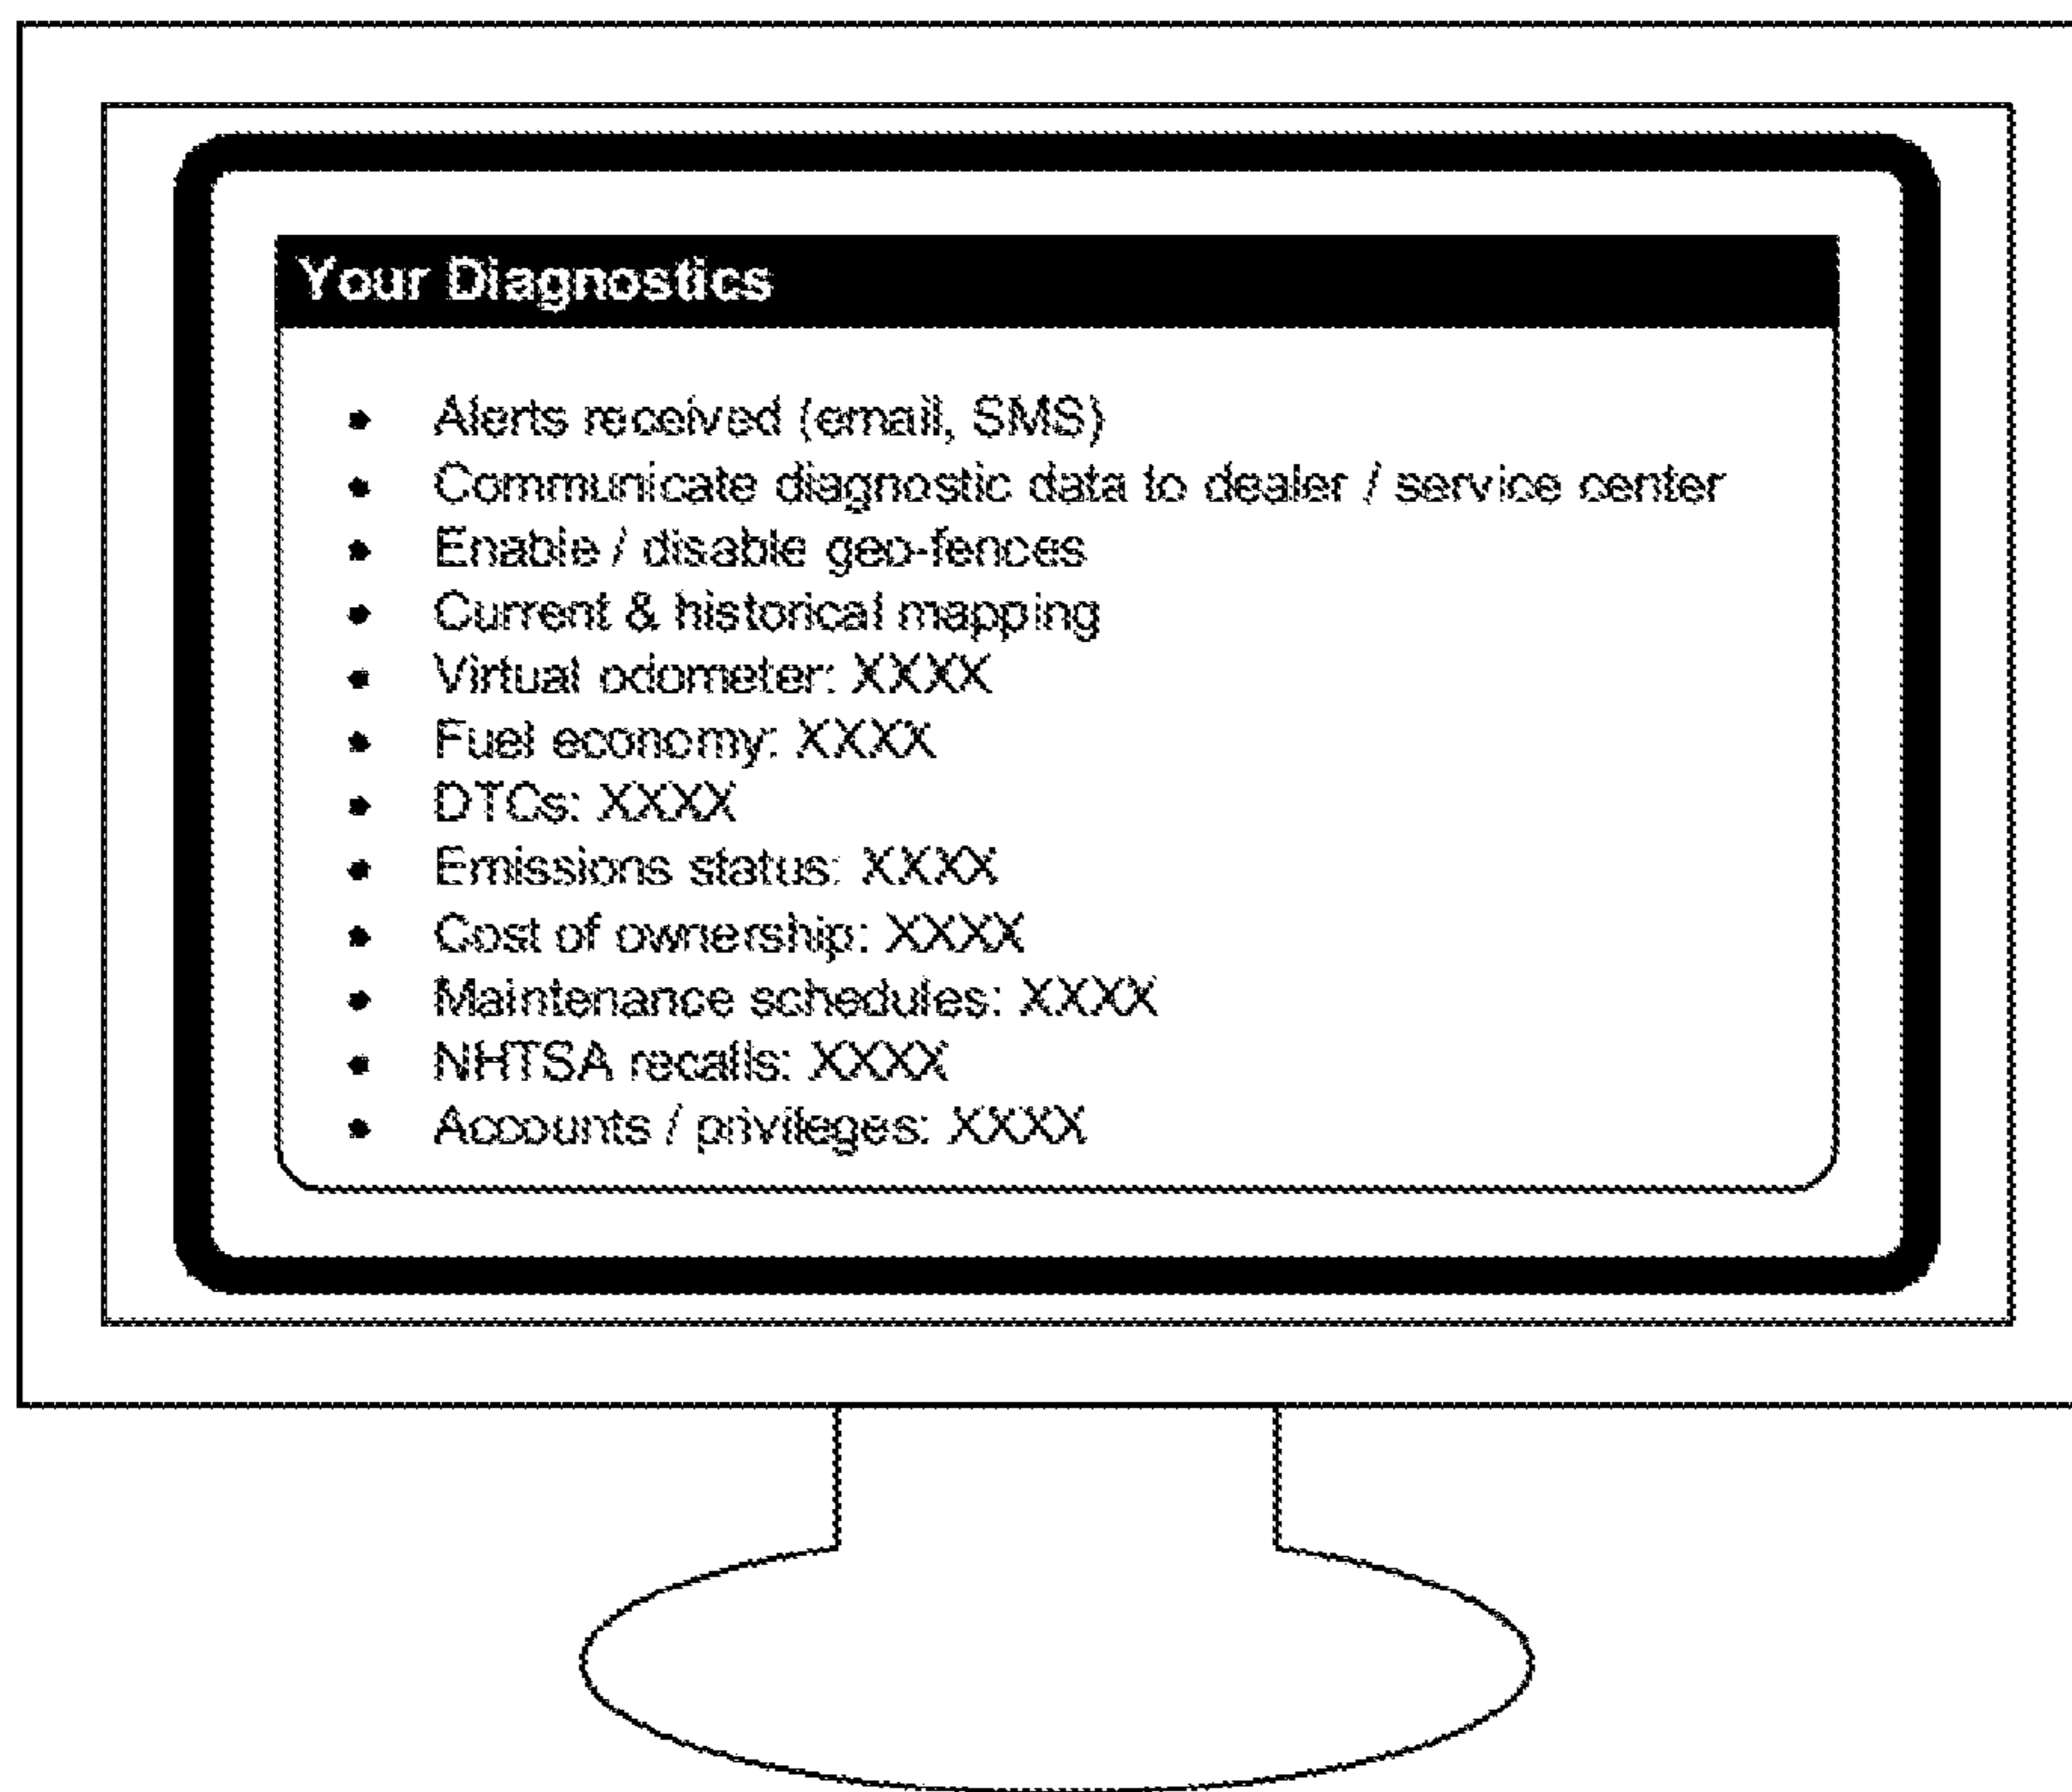 Your Diagnostics
• Alerts received (email, SMS)
• Communicate diagnostic data to dealer / service center
• Enable / disable geo-fences
• Current & historical mapping
• Virtual odometer: XXXX
• Fuel economy: XXXX
• DTCs: XXXX
• Emissions status: XXXX
• Cost of ownership: XXXX
• Maintenance schedules: XXXX
• NHTSA recalls: XXXX
• Accounts / privileges: XXXX